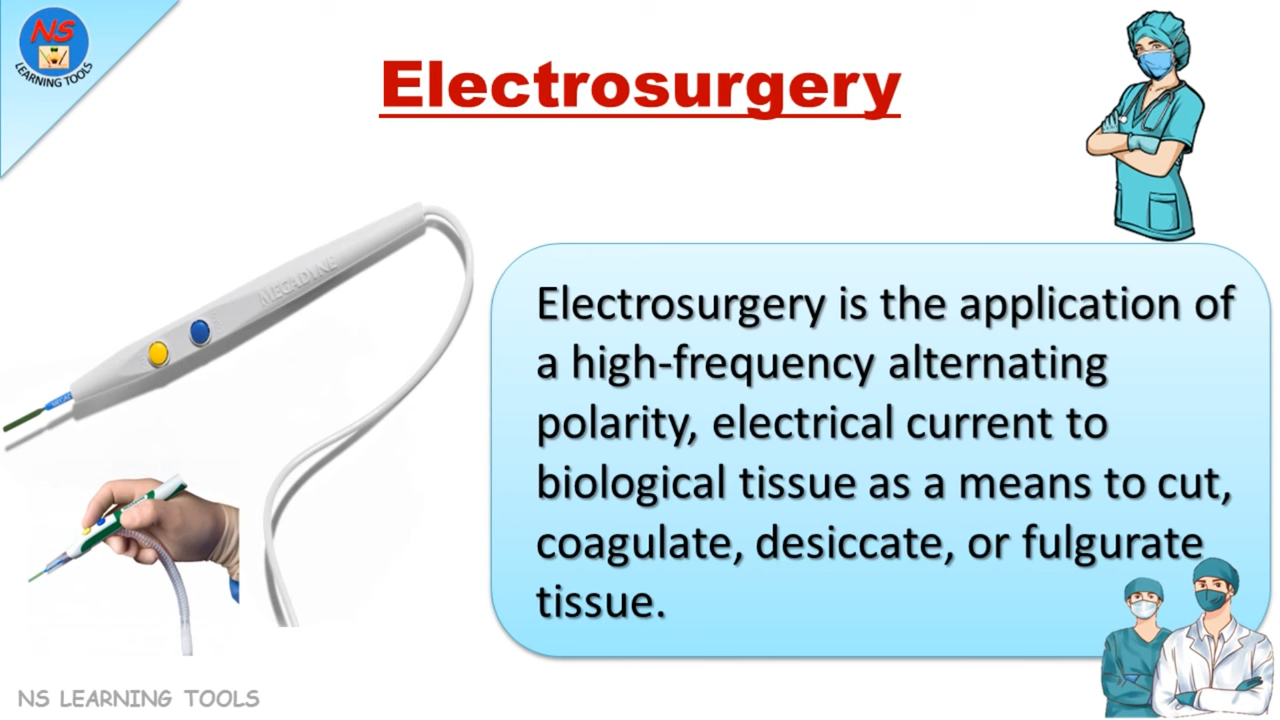 NS
LEARNING TOOLS
Electrosurgery
MEGADYNE
Electrosurgery is the application of
a high-frequency alternating
polarity, electrical current to
biological tissue as a means to cut,
coagulate, desiccate, or fulgurate
tissue.
NS LEARNING TOOLS